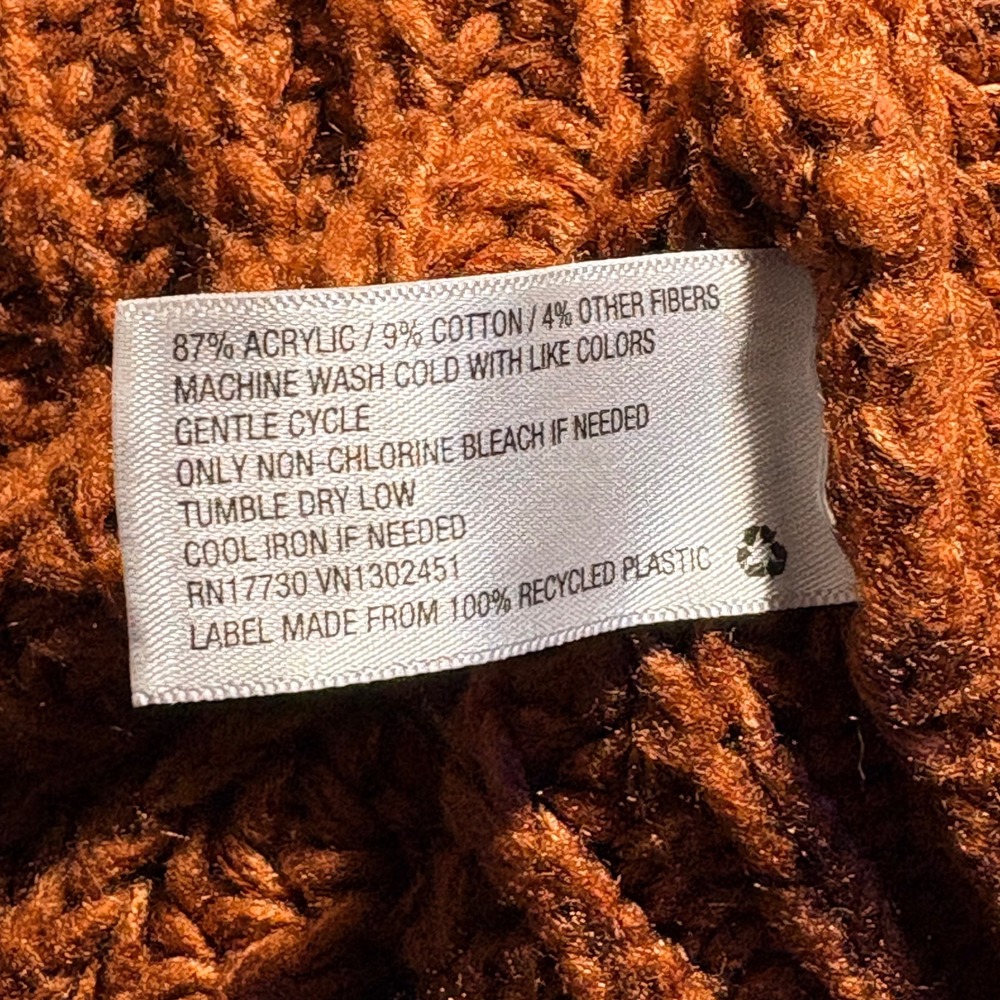 87% ACRYLIC / 9% COTTON / 4% OTHER FIBERS
MACHINE WASH COLD WITH LIKE COLORS
GENTLE CYCLE
ONLY NON-CHLORINE BLEACH IF NEEDED
TUMBLE DRY LOW
COOL IRON IF NEEDED
RN17730 VN1302451
LABEL MADE FROM 100% RECYCLED PLASTIC